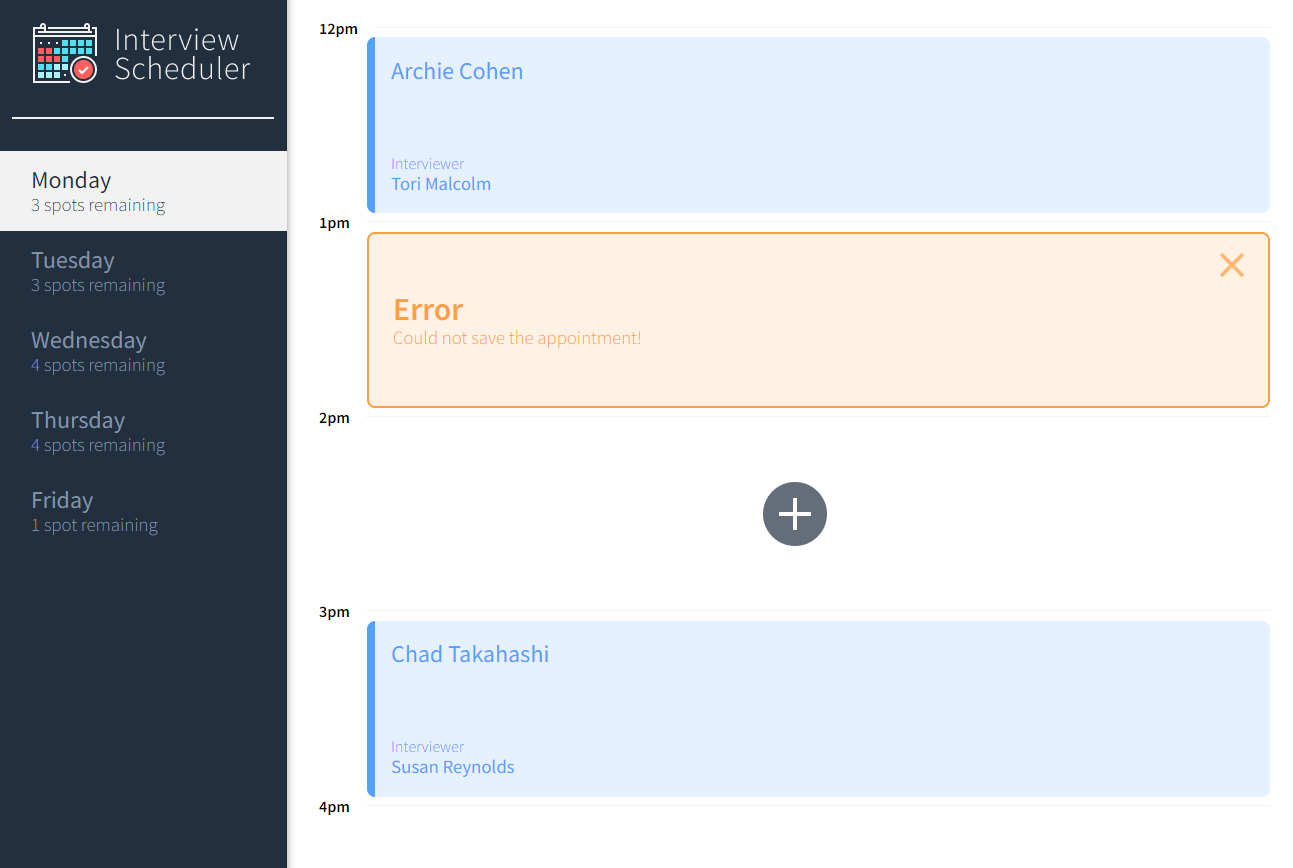 Interview
Scheduler
Monday
3 spots remaining
Tuesday
3 spots remaining
Wednesday
4 spots remaining
Thursday
4 spots remaining
Friday
1 spot remaining
12pm
Archie Cohen
Interviewer
Tori Malcolm
1pm
Error
Could not save the appointment!
2pm
3pm
Chad Takahashi
Interviewer
Susan Reynolds
4pm